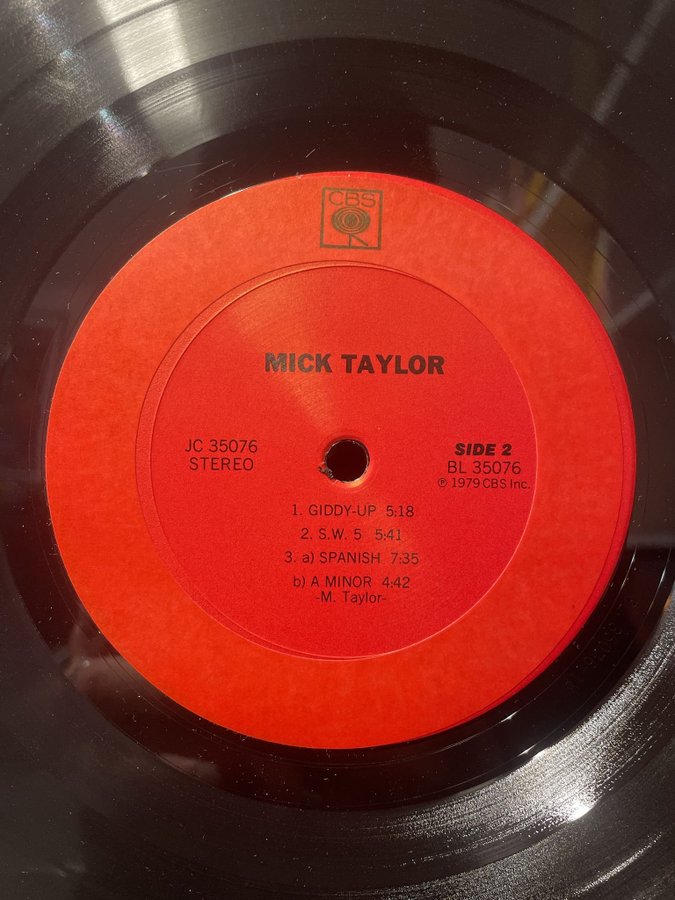 CBS
MICK TAYLOR
JC 35076
STEREO
SIDE 2
BL 35076
℗ 1979 CBS Inc.
1. GIDDY-UP 5:18
2. S.W. 5 5:41
3. a) SPANISH 7:35
b) A MINOR 4:42
-M. Taylor-